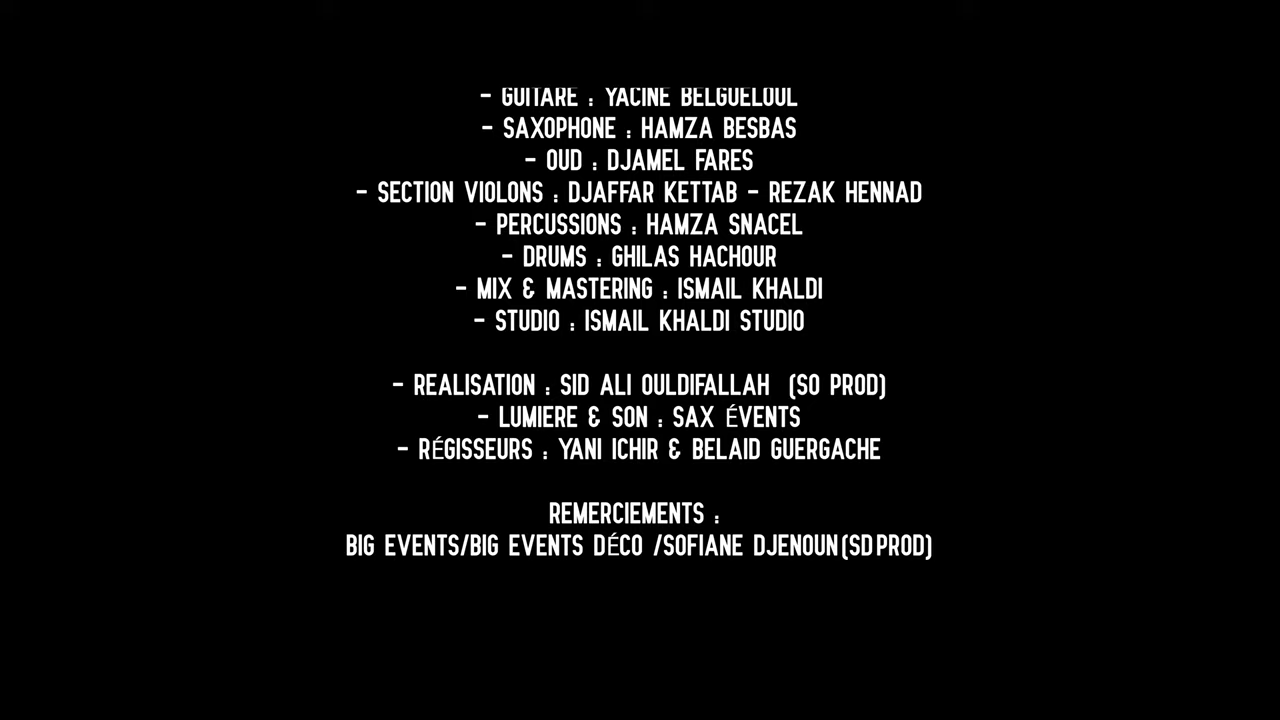 - GUITARE : YACINE BELGUELOUL
- SAXOPHONE : HAMZA BESBAS
- OUD : DJAMEL FARES
- SECTION VIOLONS : DJAFFAR KETTAB - REZAK HENNAD
- PERCUSSIONS : HAMZA SNACEL
- DRUMS : GHILAS HACHOUR
- MIX & MASTERING : ISMAIL KHALDI
- STUDIO : ISMAIL KHALDI STUDIO
- REALISATION : SID ALI OULDIFALLAH (SO PROD)
- LUMIERE & SON : SAX ÉVENTS
- RÉGISSEURS : YANI ICHIR & BELAID GUERGACHE
REMERCIEMENTS :
BIG EVENTS/BIG EVENTS DÉCO /SOFIANE DJENOUN(SD PROD)